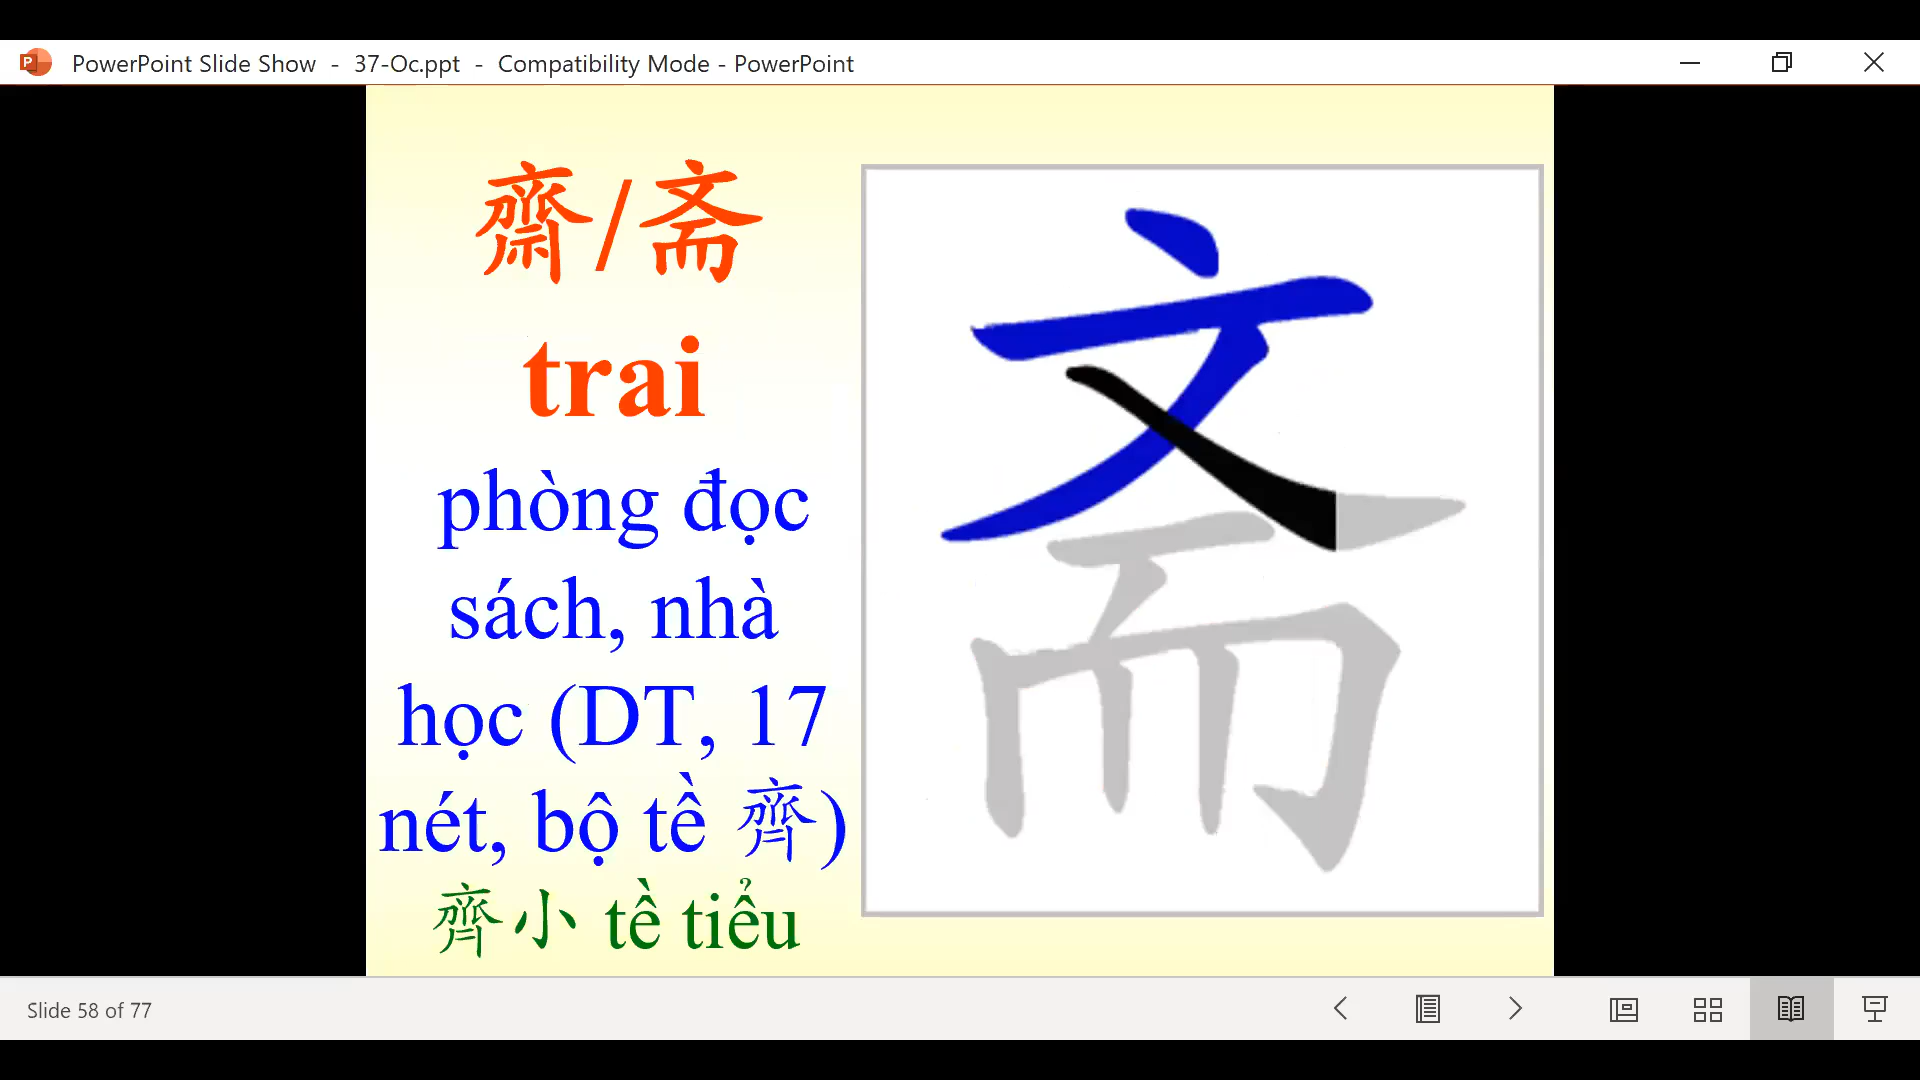 PowerPoint Slide Show - 37-Oc.ppt - Compatibility Mode - PowerPoint
齋/斋
trai
phòng đọc
sách, nhà
học (DT, 17
nét, bộ tề 齊)
齊小 tề tiểu
斋
Slide 58 of 77